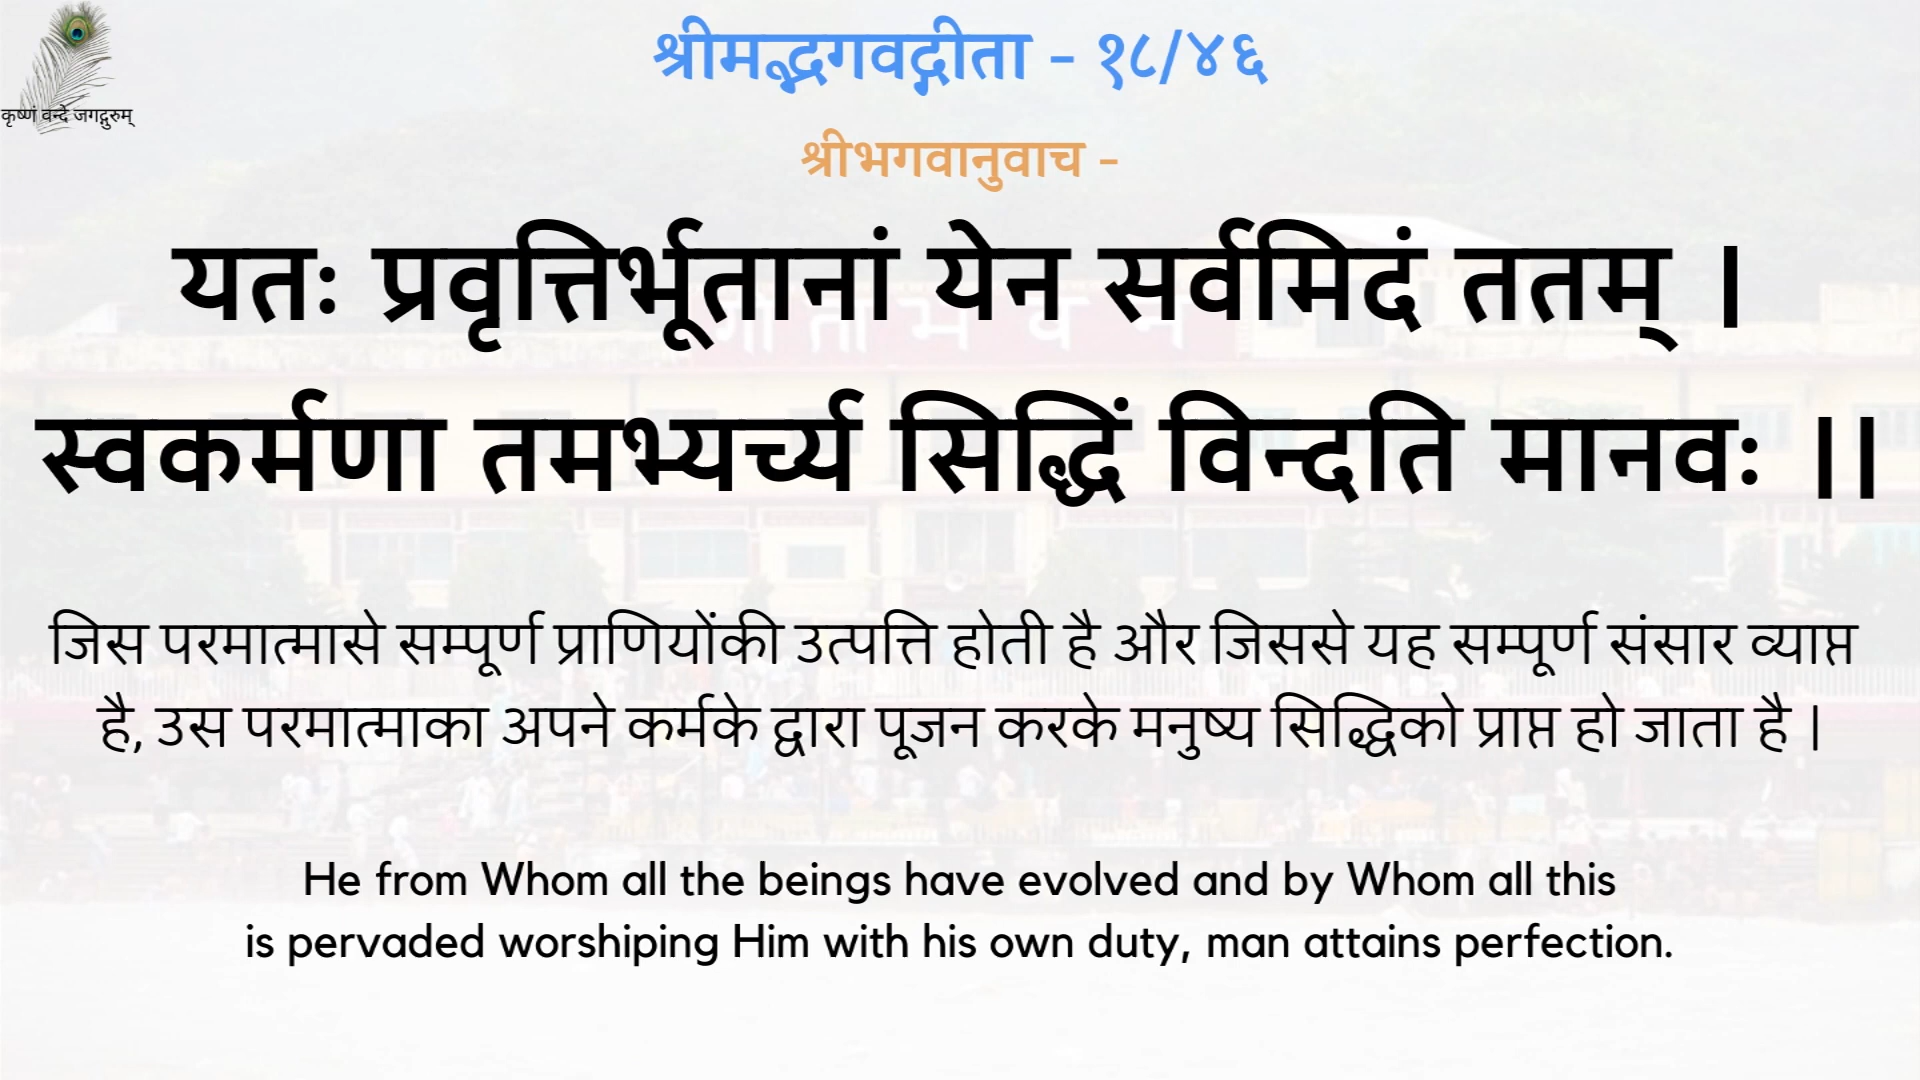 श्रीमद्भगवद्गीता - १८/४६
कृष्णं वन्दे जगद्गुरुम्
श्रीभगवानुवाच -
यतः प्रवृत्तिर्भूतानां येन सर्वमिदं ततम् ।
स्वकर्मणा तमभ्यर्च्य सिद्धिं विन्दति मानवः ।।
गीता भवन
जिस परमात्मासे सम्पूर्ण प्राणियोंकी उत्पत्ति होती है और जिससे यह सम्पूर्ण संसार व्याप्त
है, उस परमात्माका अपने कर्मके द्वारा पूजन करके मनुष्य सिद्धिको प्राप्त हो जाता है ।
He from Whom all the beings have evolved and by Whom all this
is pervaded worshiping Him with his own duty, man attains perfection.